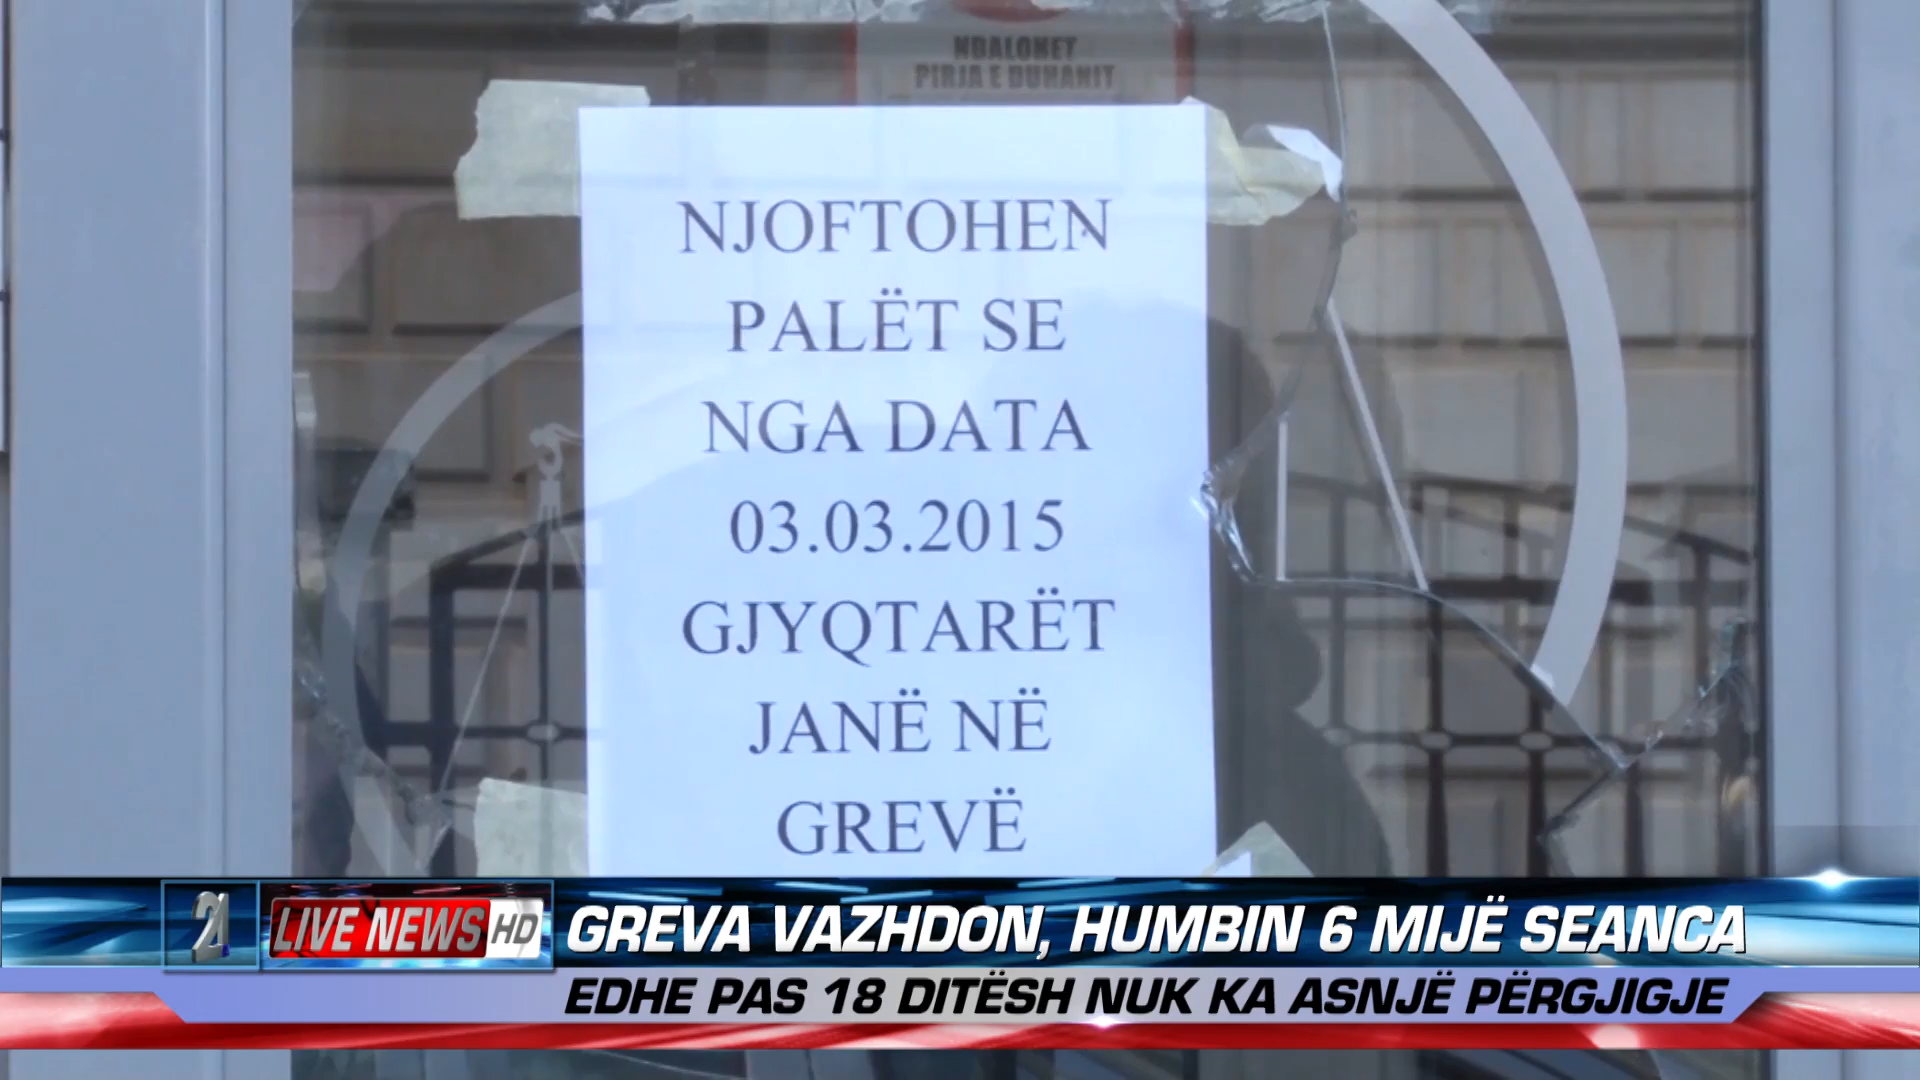 NDALOHET
PIRJA E DUHANIT
NJOFTOHEN
PALËT SE
NGA DATA
03.03.2015
GJYQTARËT
JANË NË
GREVË
24 LIVE NEWS HD GREVA VAZHDON, HUMBIN 6 MIJË SEANCA
EDHE PAS 18 DITËSH NUK KA ASNJË PËRGJIGJE